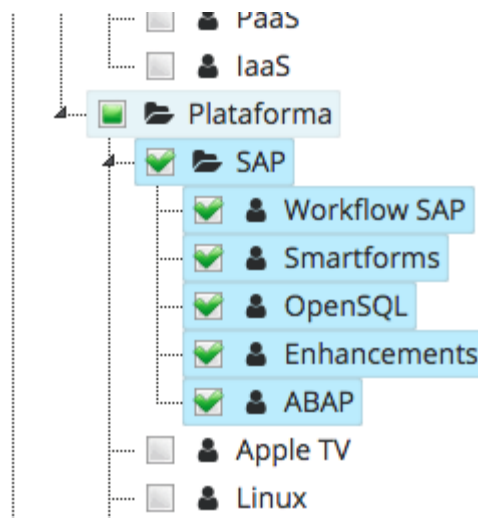 PaaS
IaaS
Plataforma
SAP
Workflow SAP
Smartforms
OpenSQL
Enhancements
ABAP
Apple TV
Linux